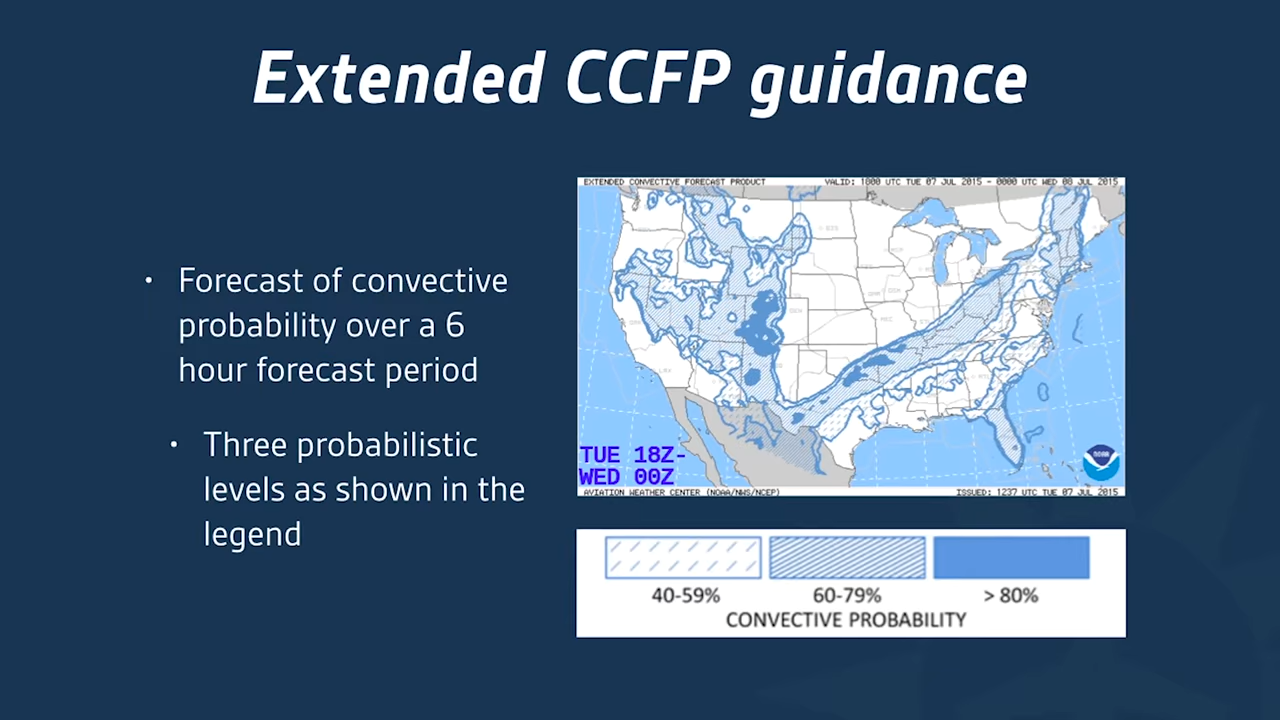 Extended CCFP guidance
• Forecast of convective
probability over a 6
hour forecast period
• Three probabilistic
levels as shown in the
legend
EXTENDED CONVECTIVE FORECAST PRODUCT VALID: 1800 UTC TUE 07 JUL 2015 - 0000 UTC WED 08 JUL 2015
TUE 18Z-
WED 00Z
NOAA
AVIATION WEATHER CENTER (NOAA/NWS/NCEP) ISSUED: 1237 UTC TUE 07 JUL 2015
40-59% 60-79% > 80%
CONVECTIVE PROBABILITY